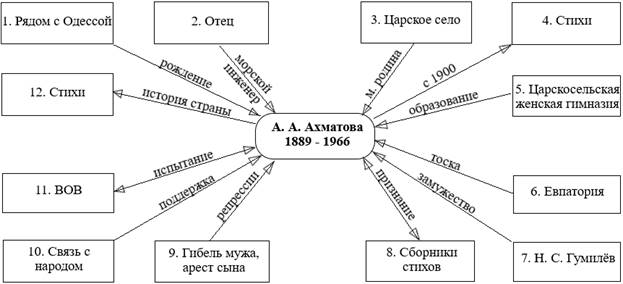 1. Рядом с Одессой
2. Отец
3. Царское село
4. Стихи
рождение
морской
инженер
м. родина
с 1900
12. Стихи
история страны
образование
5. Царскосельская
женская гимназия
А. А. Ахматова
1889 - 1966
11. ВОВ
испытание
тоска
6. Евпатория
поддержка
репрессии
признание
замужество
10. Связь с
народом
9. Гибель мужа,
арест сына
8. Сборники
стихов
7. Н. С. Гумилёв